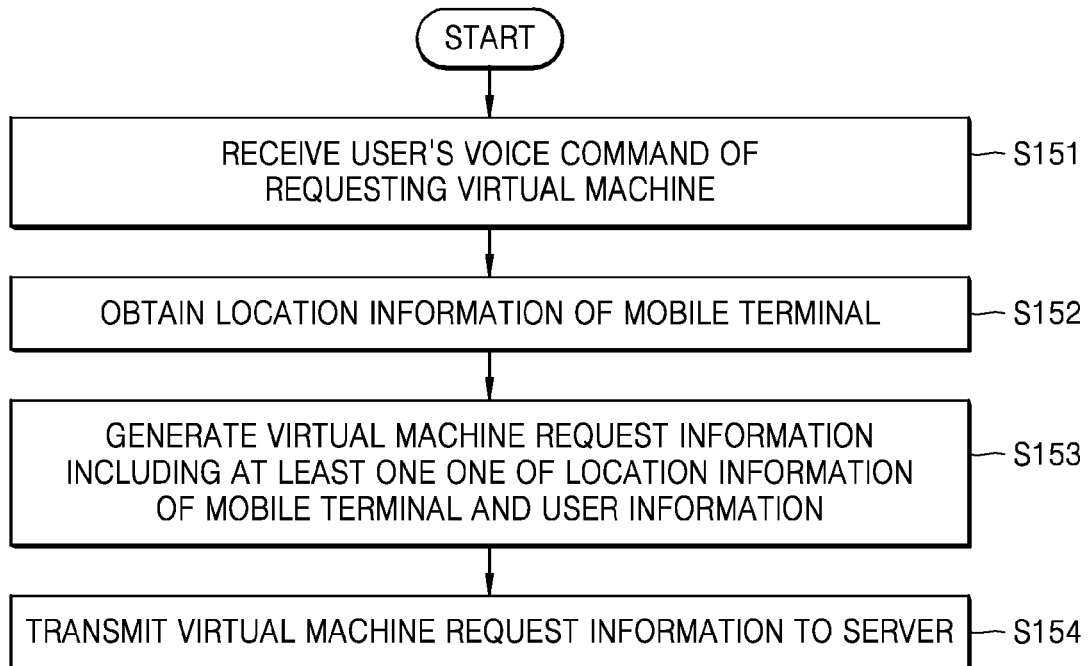 START
RECEIVE USER'S VOICE COMMAND OF
REQUESTING VIRTUAL MACHINE
S151
OBTAIN LOCATION INFORMATION OF MOBILE TERMINAL
S152
GENERATE VIRTUAL MACHINE REQUEST INFORMATION
INCLUDING AT LEAST ONE ONE OF LOCATION INFORMATION
OF MOBILE TERMINAL AND USER INFORMATION
S153
TRANSMIT VIRTUAL MACHINE REQUEST INFORMATION TO SERVER
S154